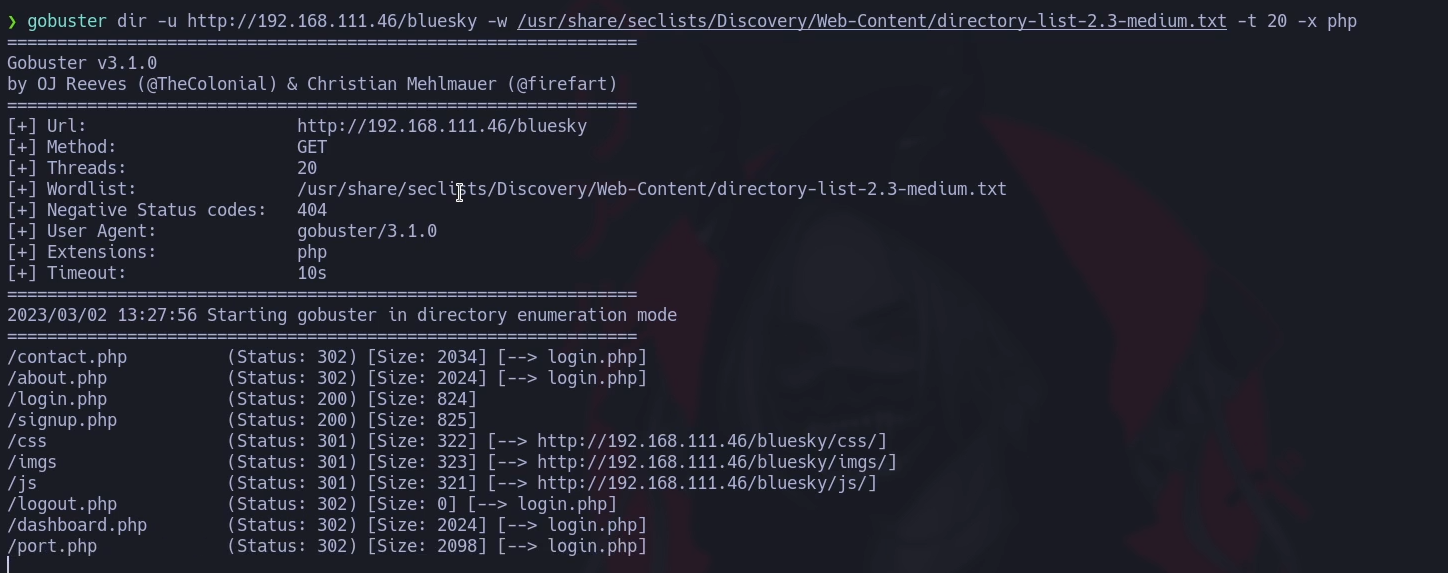 ❯ gobuster dir -u http://192.168.111.46/bluesky -w /usr/share/seclists/Discovery/Web-Content/directory-list-2.3-medium.txt -t 20 -x php
===============================================================
Gobuster v3.1.0
by OJ Reeves (@TheColonial) & Christian Mehlmauer (@firefart)
===============================================================
[+] Url:                     http://192.168.111.46/bluesky
[+] Method:                  GET
[+] Threads:                 20
[+] Wordlist:                /usr/share/seclists/Discovery/Web-Content/directory-list-2.3-medium.txt
[+] Negative Status codes:   404
[+] User Agent:              gobuster/3.1.0
[+] Extensions:              php
[+] Timeout:                 10s
===============================================================
2023/03/02 13:27:56 Starting gobuster in directory enumeration mode
===============================================================
/contact.php          (Status: 302) [Size: 2034] [--> login.php]
/about.php            (Status: 302) [Size: 2024] [--> login.php]
/login.php            (Status: 200) [Size: 824]
/signup.php           (Status: 200) [Size: 825]
/css                  (Status: 301) [Size: 322] [--> http://192.168.111.46/bluesky/css/]
/imgs                 (Status: 301) [Size: 323] [--> http://192.168.111.46/bluesky/imgs/]
/js                   (Status: 301) [Size: 321] [--> http://192.168.111.46/bluesky/js/]
/logout.php           (Status: 302) [Size: 0] [--> login.php]
/dashboard.php        (Status: 302) [Size: 2024] [--> login.php]
/port.php             (Status: 302) [Size: 2098] [--> login.php]